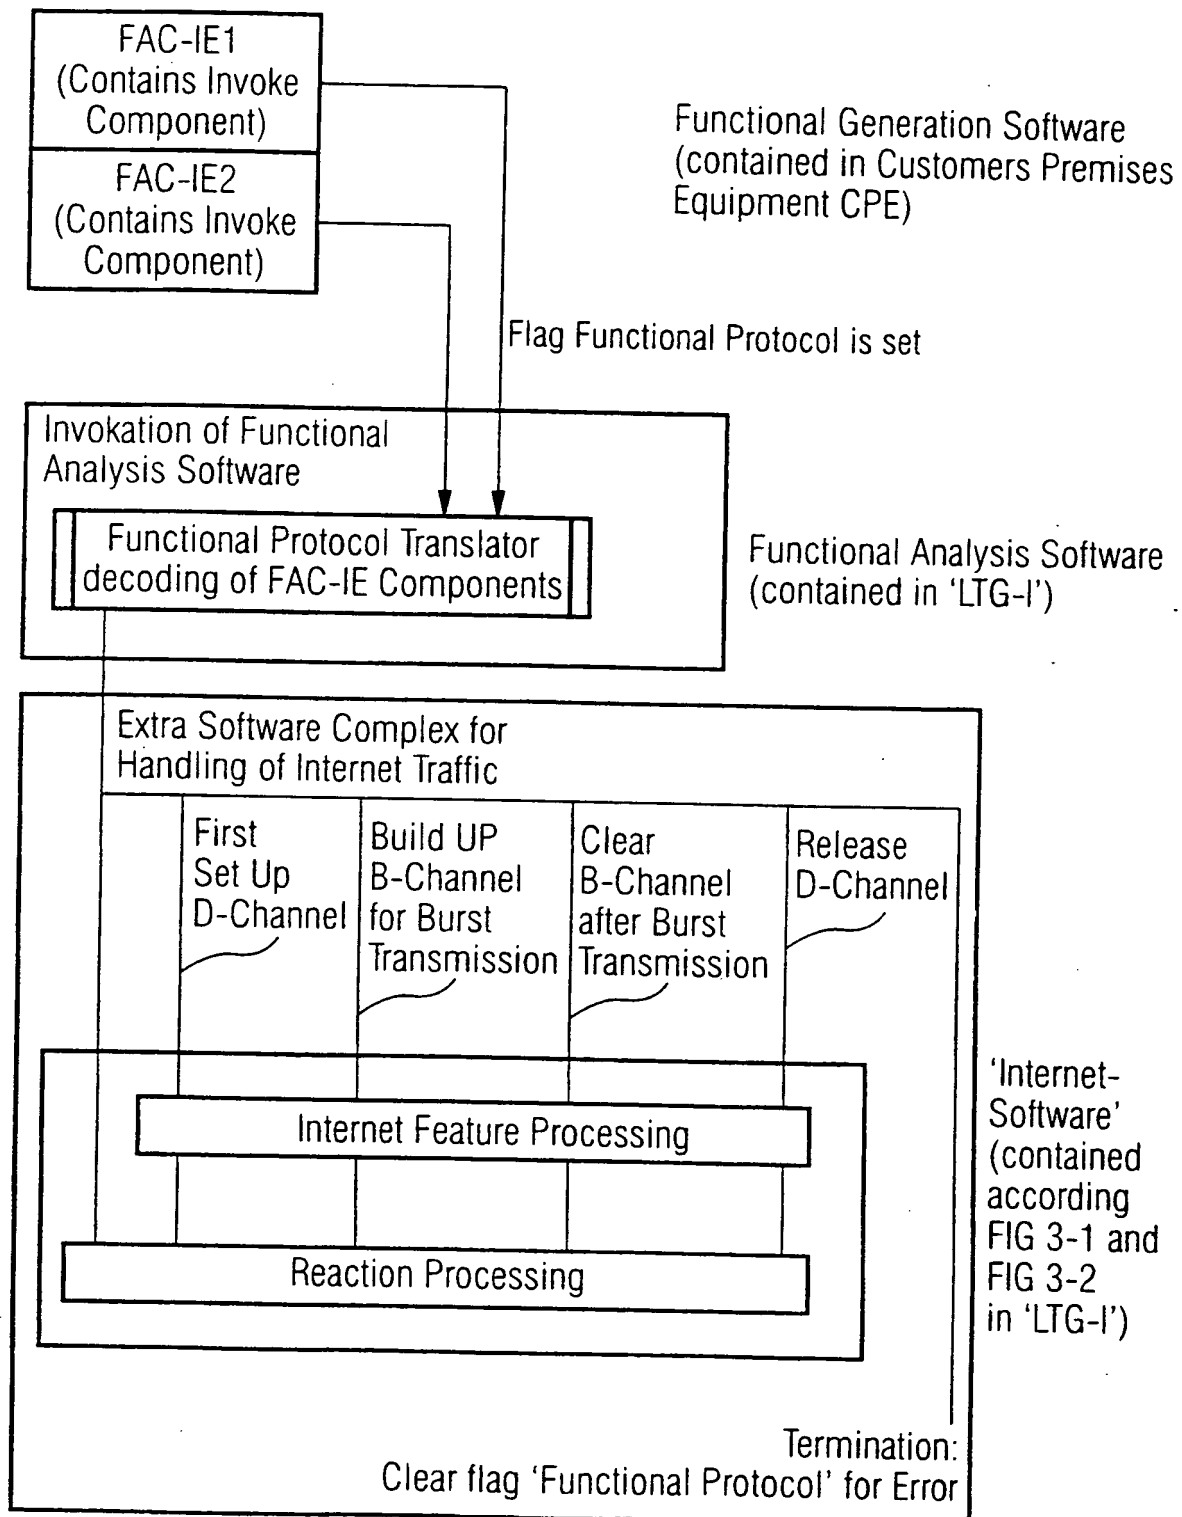 FAC-IE1
(Contains Invoke
Component)
FAC-IE2
(Contains Invoke
Component)
Functional Generation Software
(contained in Customers Premises
Equipment CPE)
Flag Functional Protocol is set
Invokation of Functional
Analysis Software
Functional Protocol Translator
decoding of FAC-IE Components
Functional Analysis Software
(contained in ‘LTG-I’)
Extra Software Complex for
Handling of Internet Traffic
First
Set Up
D-Channel
Build UP
B-Channel
for Burst
Transmission
Clear
B-Channel
after Burst
Transmission
Release
D-Channel
Internet Feature Processing
Reaction Processing
‘Internet-
Software’
(contained
according
FIG 3-1 and
FIG 3-2
in ‘LTG-I’)
Termination:
Clear flag ‘Functional Protocol’ for Error